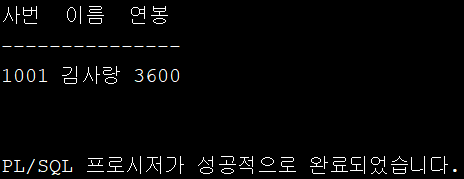 사번  이름  연봉
---------------
1001 김사랑 3600
PL/SQL 프로시저가 성공적으로 완료되었습니다.